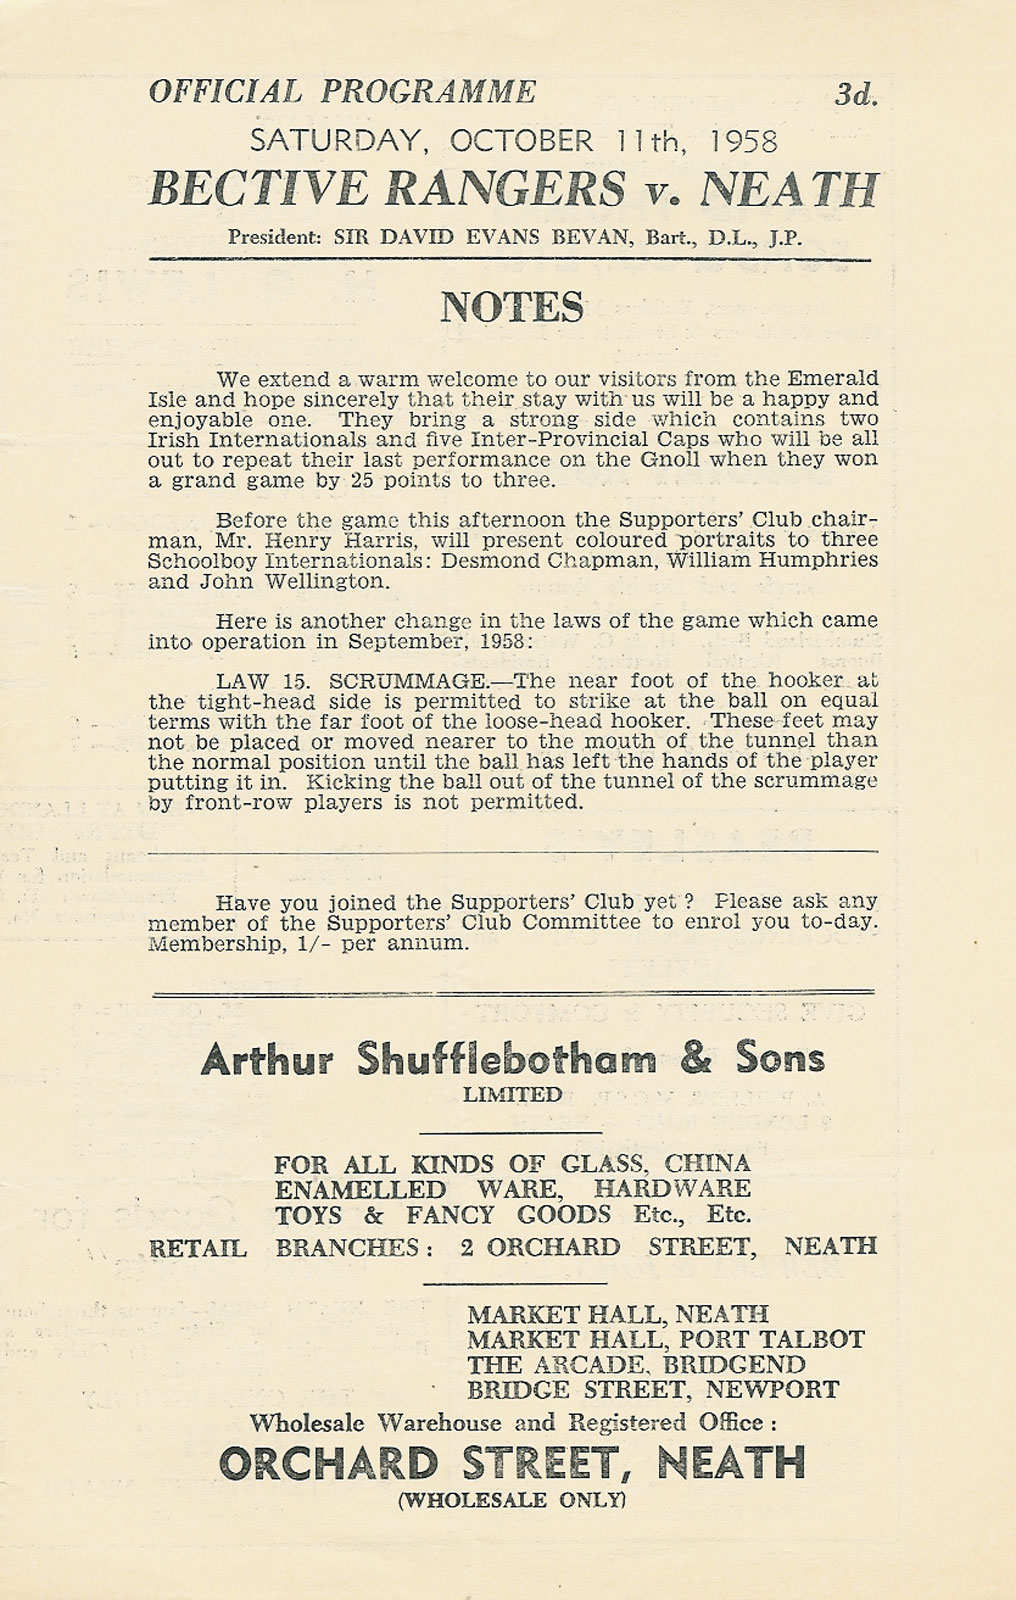 OFFICIAL PROGRAMME 3d.
SATURDAY, OCTOBER 11th, 1958
BECTIVE RANGERS v. NEATH
President: SIR DAVID EVANS BEVAN, Bart., D.L., J.P.
NOTES
We extend a warm welcome to our visitors from the Emerald
Isle and hope sincerely that their stay with us will be a happy and
enjoyable one. They bring a strong side which contains two
Irish Internationals and five Inter-Provincial Caps who will be all
out to repeat their last performance on the Gnoll when they won
a grand game by 25 points to three.
Before the game this afternoon the Supporters' Club chair-
man, Mr. Henry Harris, will present coloured portraits to three
Schoolboy Internationals: Desmond Chapman, William Humphries
and John Wellington.
Here is another change in the laws of the game which came
into operation in September, 1958:
LAW 15. SCRUMMAGE.—The near foot of the hooker at
the tight-head side is permitted to strike at the ball on equal
terms with the far foot of the loose-head hooker. These feet may
not be placed or moved nearer to the mouth of the tunnel than
the normal position until the ball has left the hands of the player
putting it in. Kicking the ball out of the tunnel of the scrummage
by front-row players is not permitted.
Have you joined the Supporters' Club yet? Please ask any
member of the Supporters' Club Committee to enrol you to-day.
Membership, 1/- per annum.
Arthur Shufflebotham & Sons
LIMITED
FOR ALL KINDS OF GLASS, CHINA
ENAMELLED WARE, HARDWARE
TOYS & FANCY GOODS Etc., Etc.
RETAIL BRANCHES: 2 ORCHARD STREET, NEATH
MARKET HALL, NEATH
MARKET HALL, PORT TALBOT
THE ARCADE, BRIDGEND
BRIDGE STREET, NEWPORT
Wholesale Warehouse and Registered Office:
ORCHARD STREET, NEATH
(WHOLESALE ONLY)